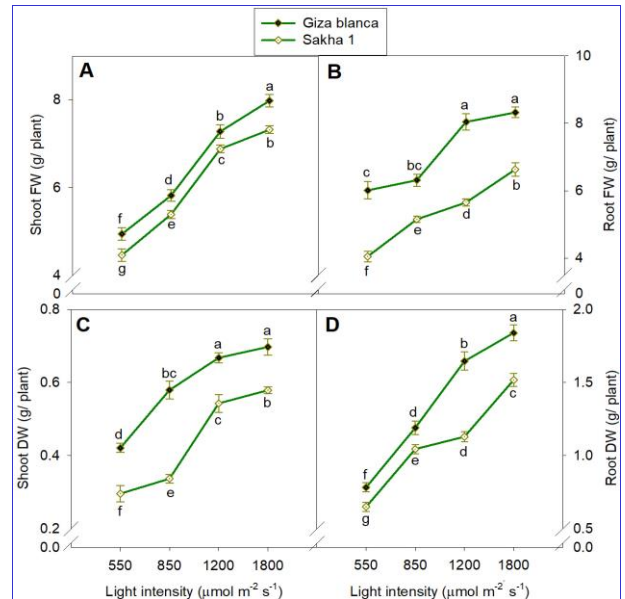 Giza blanca
Sakha 1
A
B
Shoot FW (g/ plant)
8
6
4
0
f
d
b
a
g
e
c
b
Root FW (g/ plant)
10
8
6
4
0
c
bc
a
a
f
e
d
b
C
D
Shoot DW (g/ plant)
0.8
0.6
0.4
0.2
0.0
d
bc
a
a
f
e
c
b
Root DW (g/ plant)
2.0
1.5
1.0
0.5
0.0
f
d
b
a
g
e
d
c
550 850 1200 1800
550 850 1200 1800
Light intensity (μmol m-2 s-1)
Light intensity (μmol m-2 s-1)